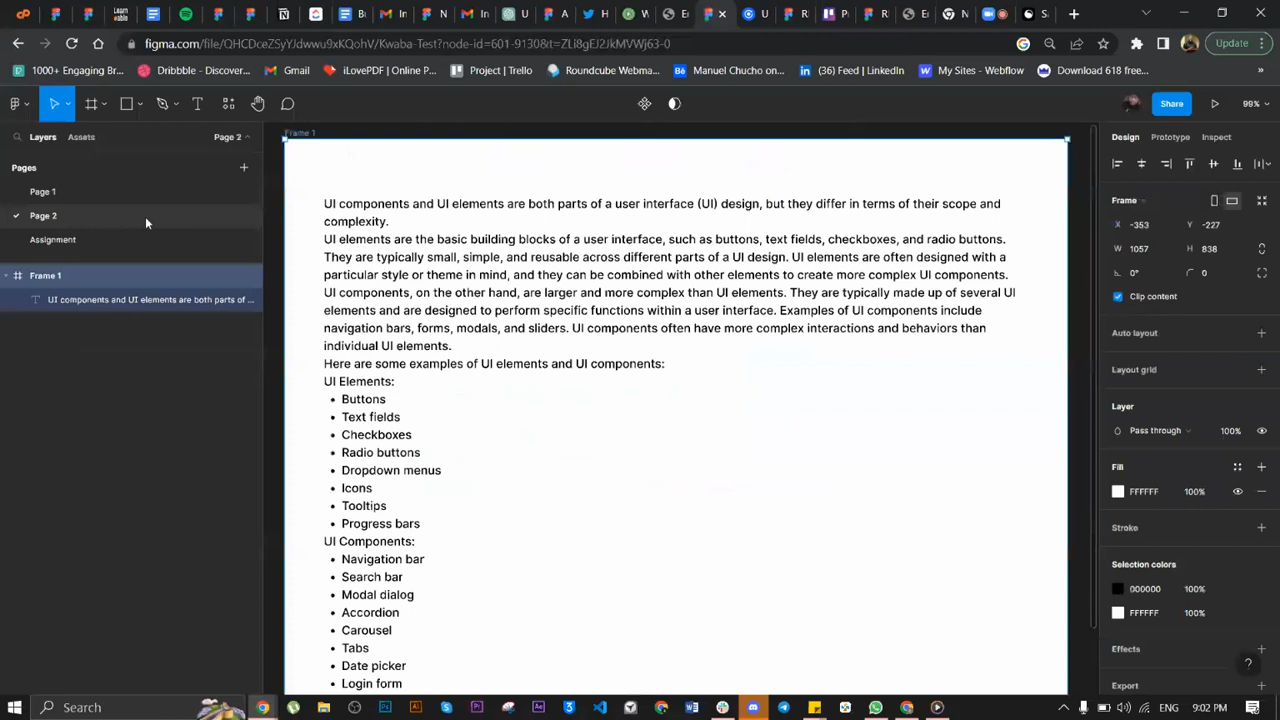 Learn
B
In
N
In
U
A
H
W
E
U
R
P
R
E
N
figma.com/file/QHCDceZSyYJdwwu9xKQohV/Kwaba-Test?node-id=601-9130&t=ZLl8gEJ2JkMVWj63-0
Update
1000+ Engaging Br...
Dribbble - Discover...
Gmail
iLovePDF | Online P...
Project | Trello
Roundcube Webma...
Manuel Chucho on...
(36) Feed | LinkedIn
My Sites - Webflow
Download 618 free...
»
Share
99%
Layers Assets Page 2
Pages
Page 1
Page 2
Assignment
Frame 1
UI components and UI elements are both parts of ...
Frame 1
UI components and UI elements are both parts of a user interface (UI) design, but they differ in terms of their scope and
complexity.
UI elements are the basic building blocks of a user interface, such as buttons, text fields, checkboxes, and radio buttons.
They are typically small, simple, and reusable across different parts of a UI design. UI elements are often designed with a
particular style or theme in mind, and they can be combined with other elements to create more complex UI components.
UI components, on the other hand, are larger and more complex than UI elements. They are typically made up of several UI
elements and are designed to perform specific functions within a user interface. Examples of UI components include
navigation bars, forms, modals, and sliders. UI components often have more complex interactions and behaviors than
individual UI elements.
Here are some examples of UI elements and UI components:
UI Elements:
• Buttons
• Text fields
• Checkboxes
• Radio buttons
• Dropdown menus
• Icons
• Tooltips
• Progress bars
UI Components:
• Navigation bar
• Search bar
• Modal dialog
• Accordion
• Carousel
• Tabs
• Date picker
• Login form
Design Prototype Inspect
Frame
X -353 Y -227
W 1057 H 838
0° 0
Clip content
Auto layout
Layout grid
Layer
Pass through 100%
Fill
FFFFFF 100%
Stroke
Selection colors
000000 100%
FFFFFF 100%
Effects
Export
?
Search
ENG 9:02 PM